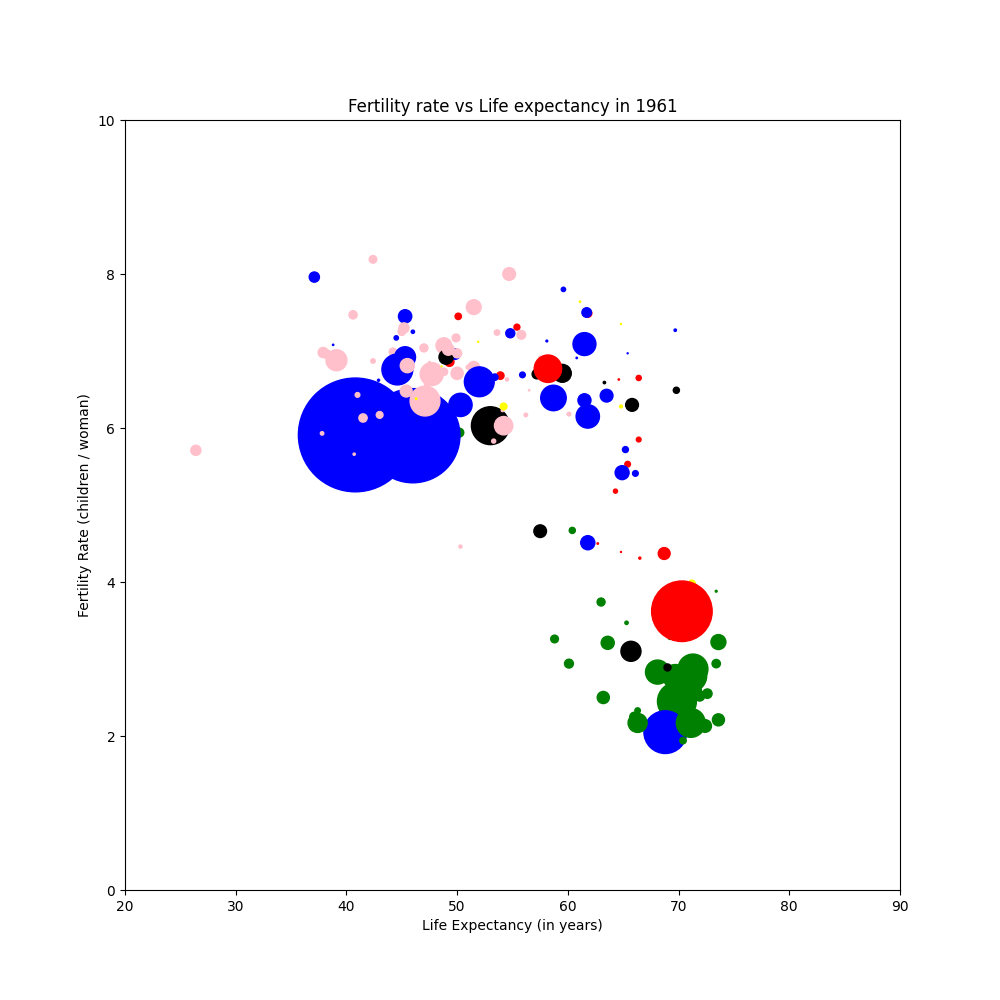 Fertility rate vs Life expectancy in 1961
10
8
6
4
2
0
Fertility Rate (children / woman)
20 30 40 50 60 70 80 90
Life Expectancy (in years)